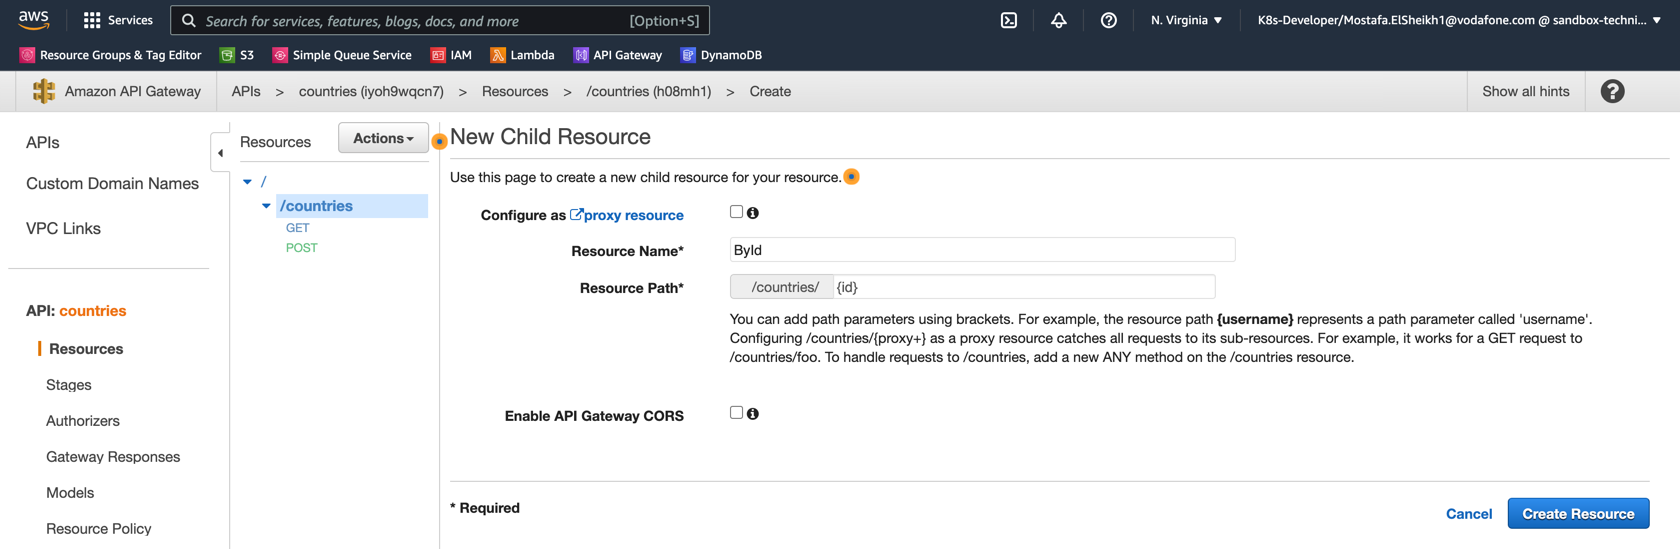 aws Services Search for services, features, blogs, docs, and more [Option+S] N. Virginia ▼ K8s-Developer/Mostafa.ElSheikh1@vodafone.com @ sandbox-techni... ▼
Resource Groups & Tag Editor S3 Simple Queue Service IAM Lambda API Gateway DynamoDB
Amazon API Gateway APIs > countries (iyoh9wqcn7) > Resources > /countries (h08mh1) > Create Show all hints ?
APIs
Custom Domain Names
VPC Links
API: countries
Resources
Stages
Authorizers
Gateway Responses
Models
Resource Policy
Resources Actions
/
/countries
GET
POST
New Child Resource
Use this page to create a new child resource for your resource.
Configure as proxy resource
Resource Name* ById
Resource Path* /countries/ {id}
You can add path parameters using brackets. For example, the resource path {username} represents a path parameter called 'username'.
Configuring /countries/{proxy+} as a proxy resource catches all requests to its sub-resources. For example, it works for a GET request to
/countries/foo. To handle requests to /countries, add a new ANY method on the /countries resource.
Enable API Gateway CORS
* Required
Cancel Create Resource